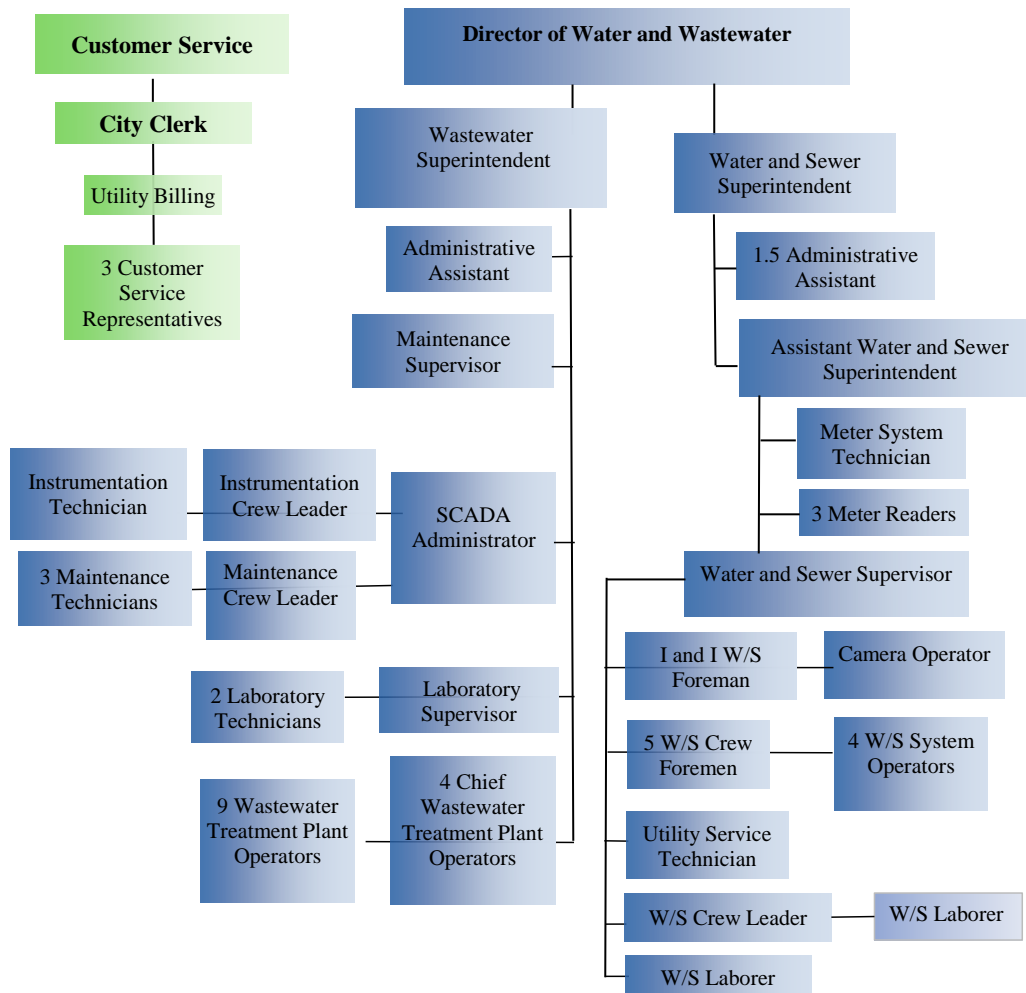 Customer Service
City Clerk
Utility Billing
3 Customer
Service
Representatives
Director of Water and Wastewater
Wastewater
Superintendent
Administrative
Assistant
Maintenance
Supervisor
SCADA
Administrator
Instrumentation
Crew Leader
Instrumentation
Technician
Maintenance
Crew Leader
3 Maintenance
Technicians
Laboratory
Supervisor
2 Laboratory
Technicians
4 Chief
Wastewater
Treatment Plant
Operators
9 Wastewater
Treatment Plant
Operators
Water and Sewer
Superintendent
1.5 Administrative
Assistant
Assistant Water and Sewer
Superintendent
Meter System
Technician
3 Meter Readers
Water and Sewer Supervisor
I and I W/S
Foreman
Camera Operator
5 W/S Crew
Foremen
4 W/S System
Operators
Utility Service
Technician
W/S Crew Leader
W/S Laborer
W/S Laborer